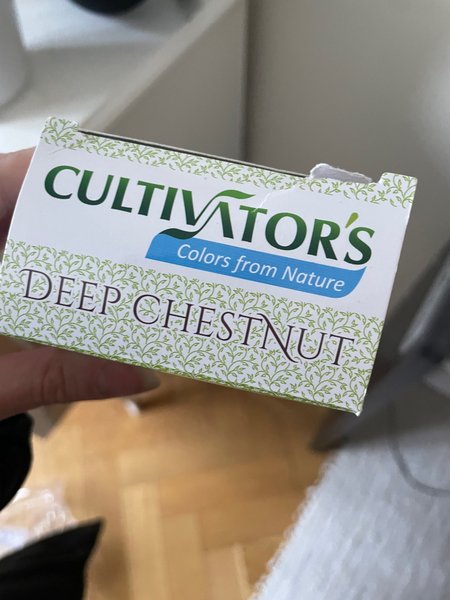 CULTIVATOR'S
Colors from Nature
DEEP CHESTNUT